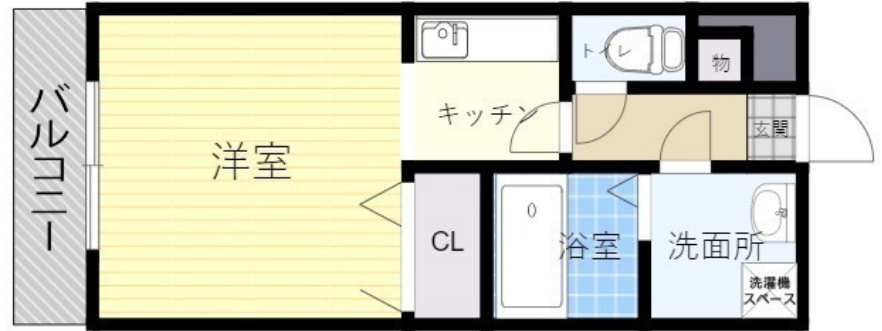 バルコニー
洋室
キッチン
トイレ
物
玄関
CL
浴室
洗面所
洗濯機
スペース